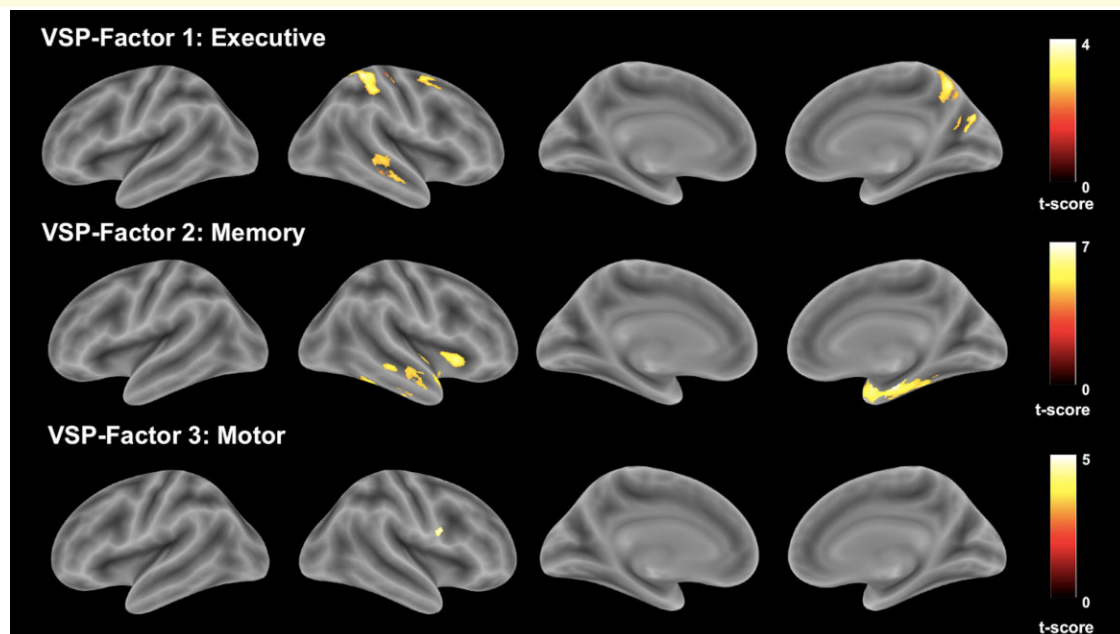 VSP-Factor 1: Executive
4
0
t-score
VSP-Factor 2: Memory
7
0
t-score
VSP-Factor 3: Motor
5
0
t-score